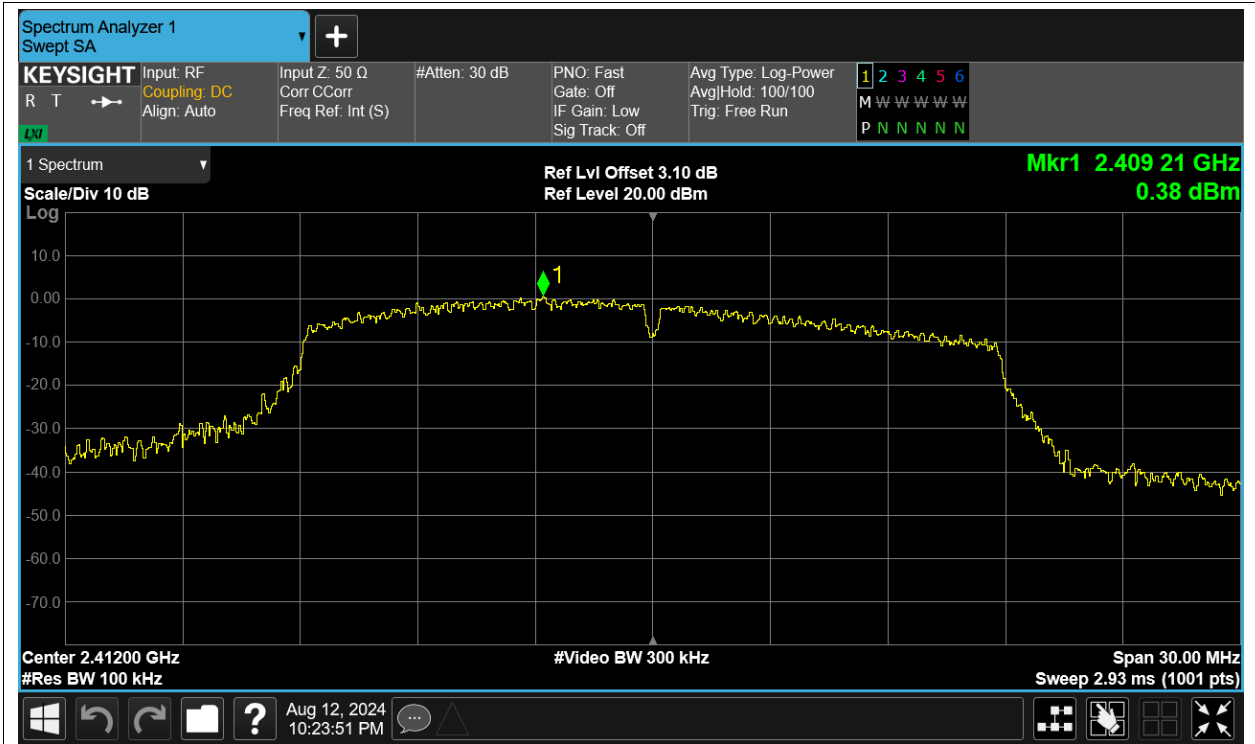 Spectrum Analyzer 1
Swept SA
KEYSIGHT
R T
LXI
Input: RF
Coupling: DC
Align: Auto
Input Z: 50 Ω
Corr CCorr
Freq Ref: Int (S)
#Atten: 30 dB
PNO: Fast
Gate: Off
IF Gain: Low
Sig Track: Off
Avg Type: Log-Power
Avg|Hold: 100/100
Trig: Free Run
1 2 3 4 5 6
M W W W W W
P N N N N N
1 Spectrum
Scale/Div 10 dB
Log
Ref Lvl Offset 3.10 dB
Ref Level 20.00 dBm
Mkr1 2.409 21 GHz
0.38 dBm
10.0
0.00
-10.0
-20.0
-30.0
-40.0
-50.0
-60.0
-70.0
1
Center 2.41200 GHz
#Res BW 100 kHz
#Video BW 300 kHz
Span 30.00 MHz
Sweep 2.93 ms (1001 pts)
?
Aug 12, 2024
10:23:51 PM